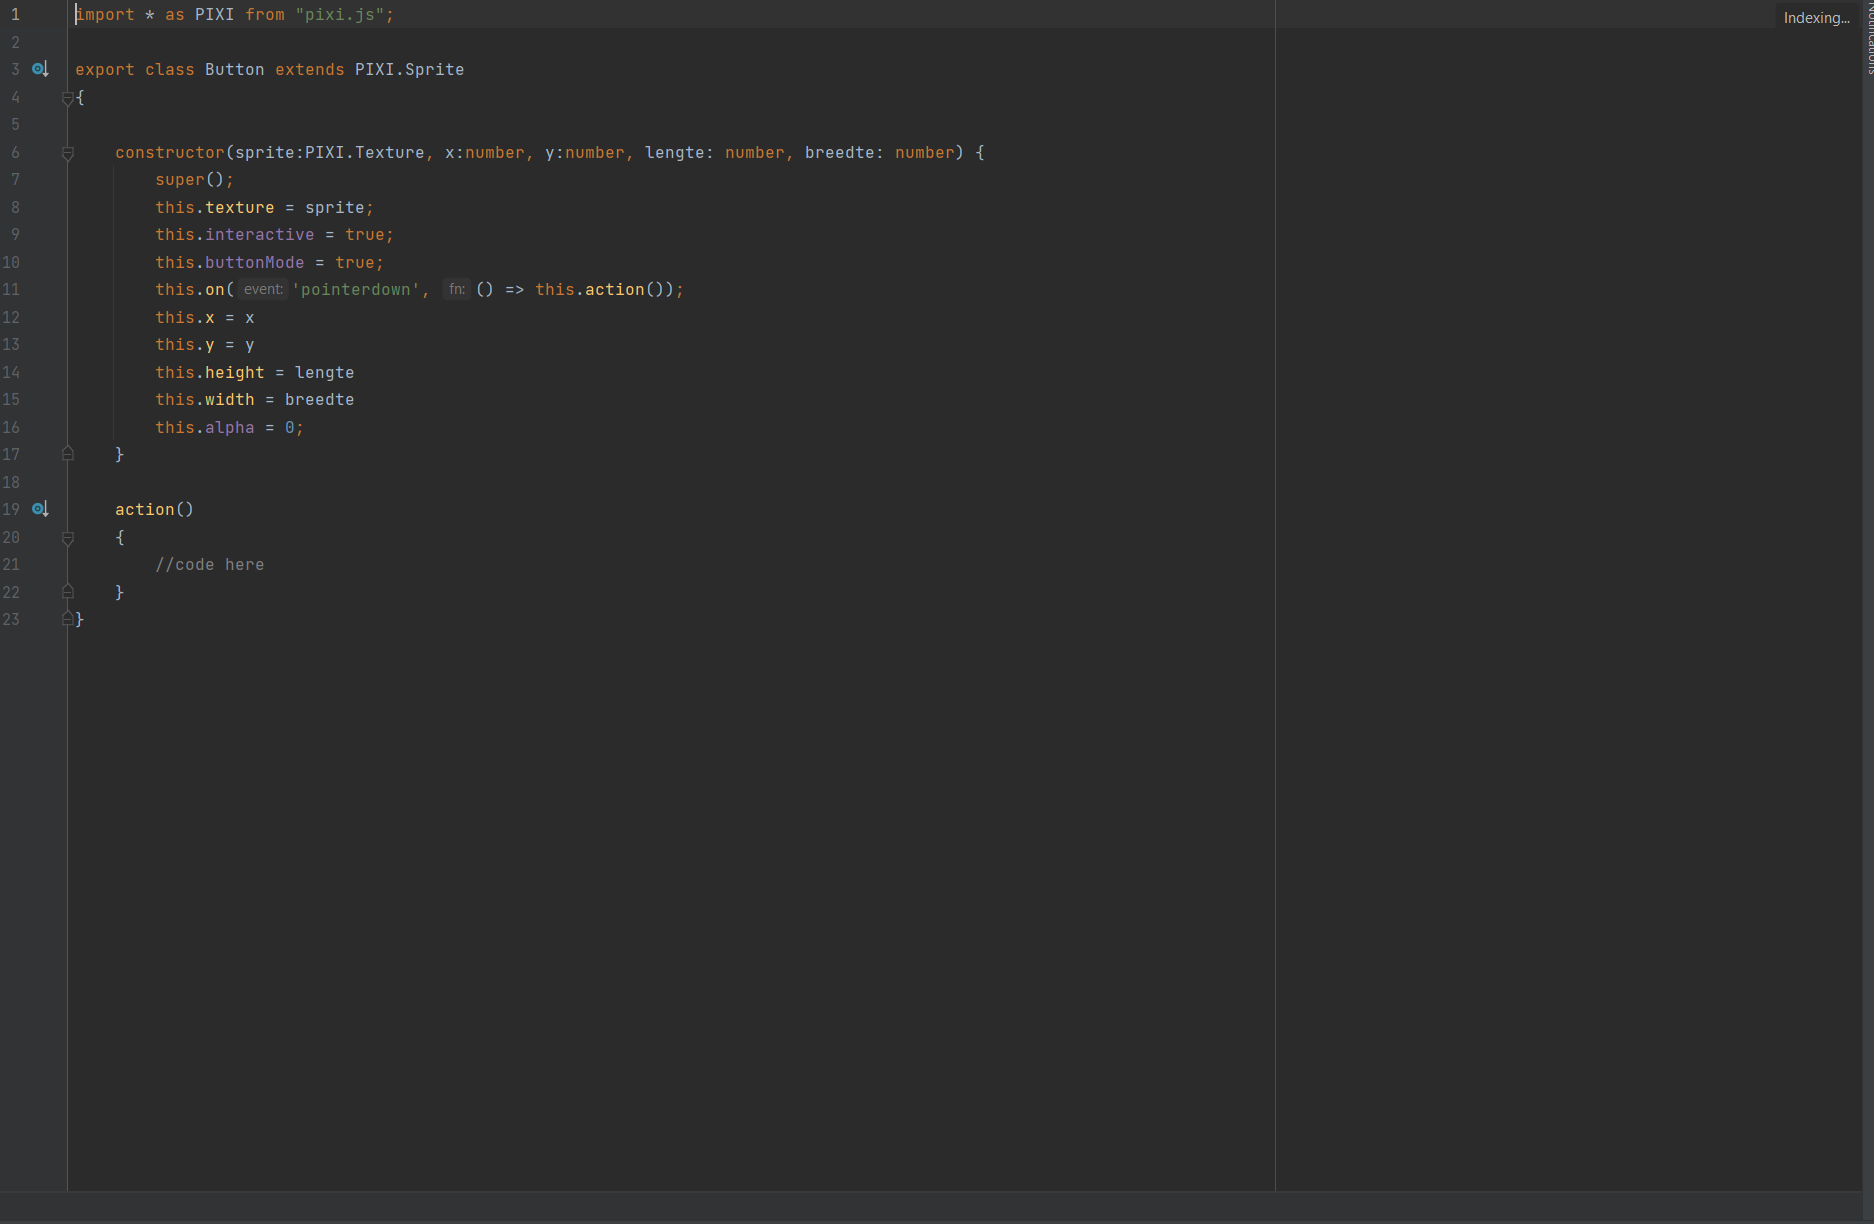 1 import * as PIXI from "pixi.js";
Indexing...
Notifications
2
3 export class Button extends PIXI.Sprite
4 {
5
6 constructor(sprite:PIXI.Texture, x:number, y:number, lengte: number, breedte: number) {
7 super();
8 this.texture = sprite;
9 this.interactive = true;
10 this.buttonMode = true;
11 this.on( event: 'pointerdown', fn: () => this.action());
12 this.x = x
13 this.y = y
14 this.height = lengte
15 this.width = breedte
16 this.alpha = 0;
17 }
18
19 action()
20 {
21 //code here
22 }
23 }